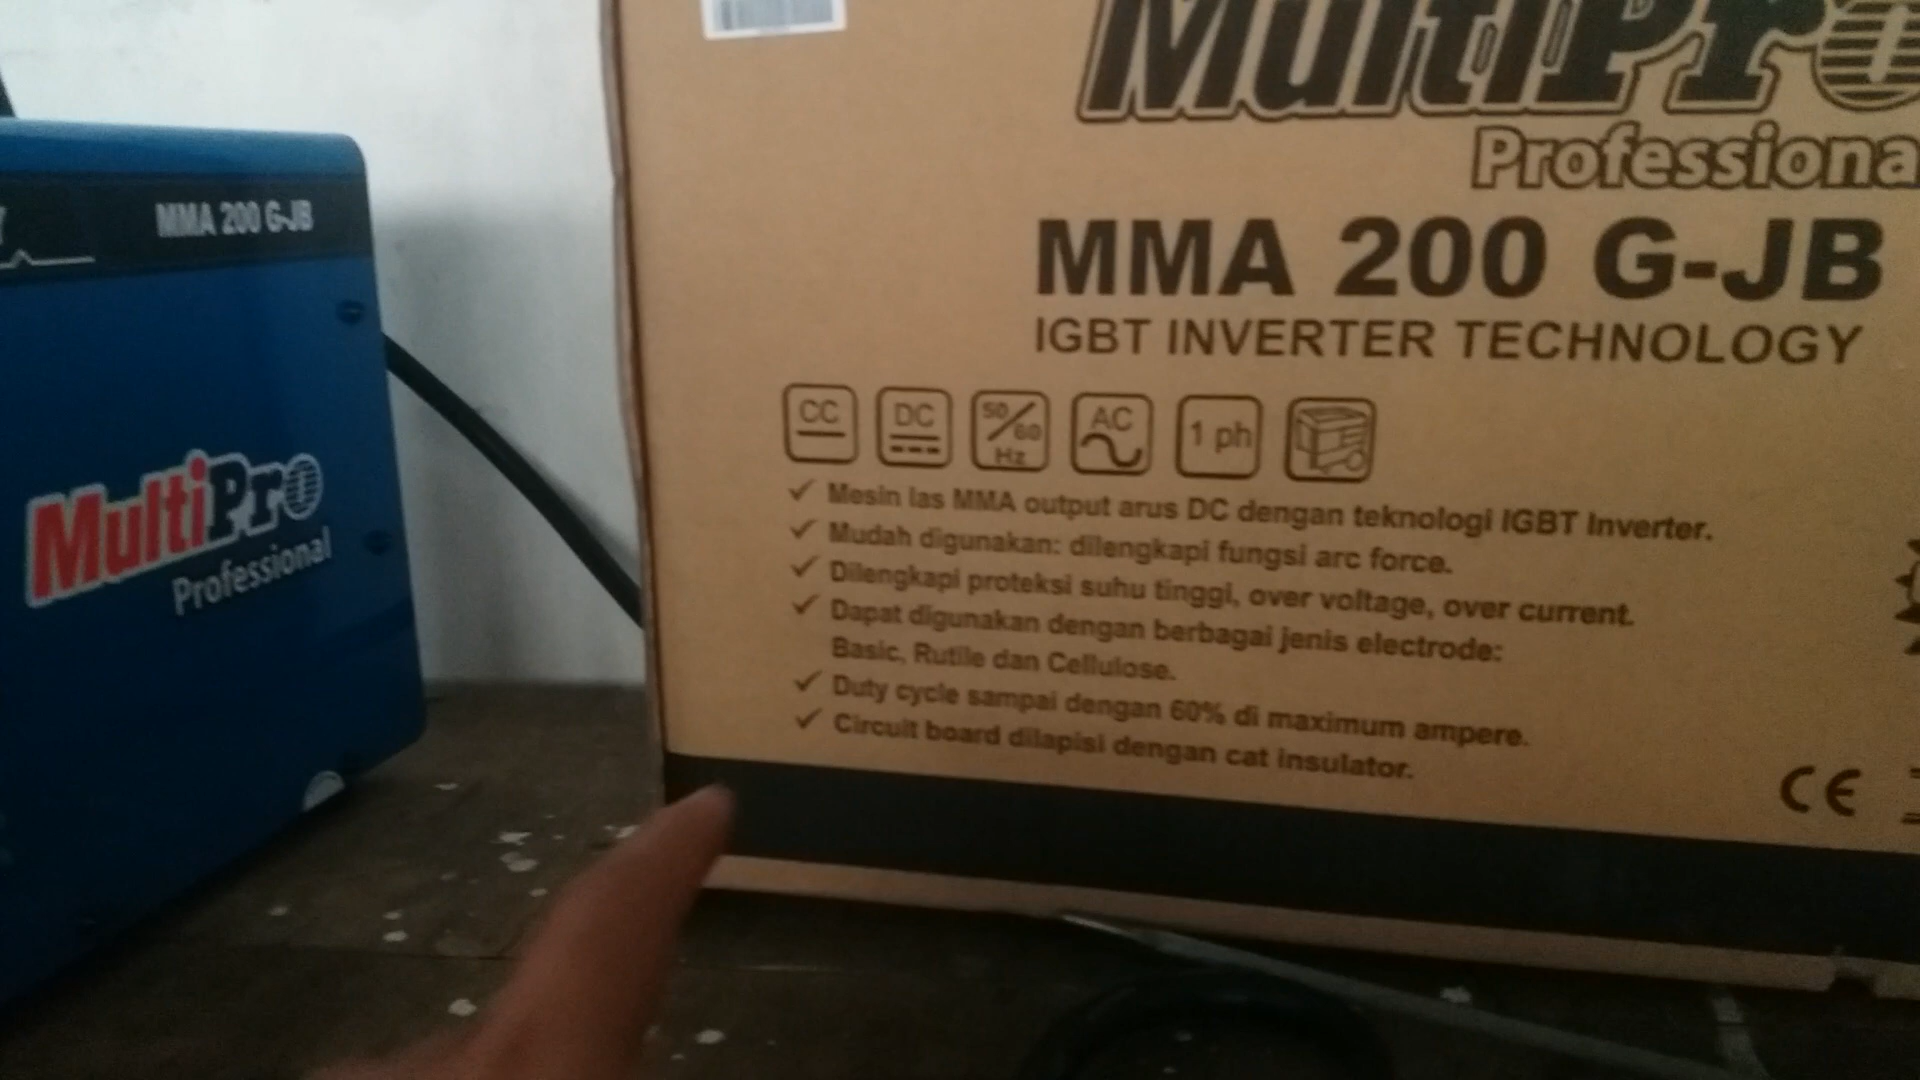 MultiPro
Professiona
MMA 200 G-JB
IGBT INVERTER TECHNOLOGY
CC
DC
50/60 Hz
AC
1 ph
Mesin las MMA output arus DC dengan teknologi IGBT Inverter.
Mudah digunakan: dilengkapi fungsi arc force.
Dilengkapi proteksi suhu tinggi, over voltage, over current.
Dapat digunakan dengan berbagai jenis electrode:
Basic, Rutile dan Cellulose.
Duty cycle sampai dengan 60% di maximum ampere.
Circuit board dilapisi dengan cat insulator.
CE
Y
MMA 200 G-JB
MultiPro
Professional